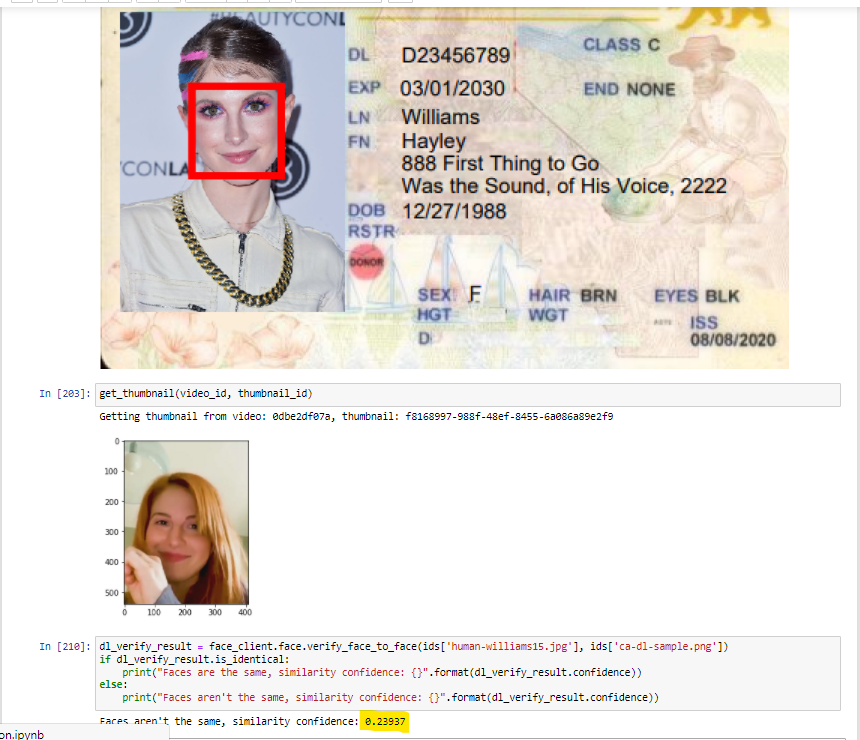 #BEAUTYCONL
'CONLA
DL D23456789 CLASS C
EXP 03/01/2030 END NONE
LN Williams
FN Hayley
888 First Thing to Go
Was the Sound, of His Voice, 2222
DOB 12/27/1988
RSTR
DONOR
SEX F HAIR BRN EYES BLK
HGT WGT ISS
D 08/08/2020
In [203]: get_thumbnail(video_id, thumbnail_id)
Getting thumbnail from video: 0dbe2df07a, thumbnail: f8168997-988f-48ef-8455-6a086a89e2f9
0
100
200
300
400
500
0 100 200 300 400
In [210]: dl_verify_result = face_client.face.verify_face_to_face(ids['human-williams15.jpg'], ids['ca-dl-sample.png'])
if dl_verify_result.is_identical:
print("Faces are the same, similarity confidence: {}".format(dl_verify_result.confidence))
else:
print("Faces aren't the same, similarity confidence: {}".format(dl_verify_result.confidence))
Faces aren't the same, similarity confidence: 0.23937
on.ipynb